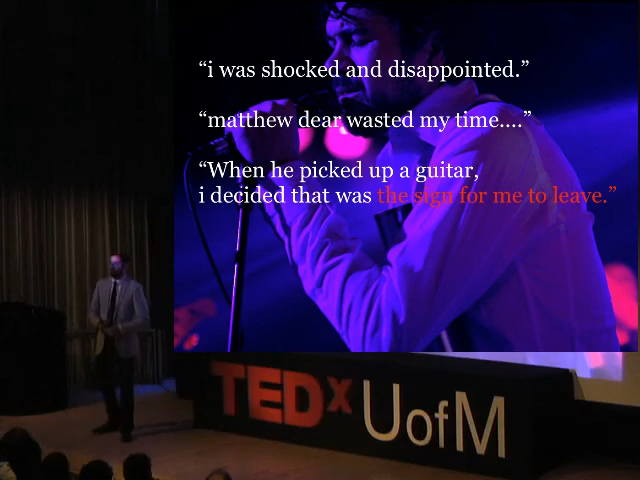 “i was shocked and disappointed.”
“matthew dear wasted my time....”
“When he picked up a guitar,
i decided that was the sign for me to leave.”
TEDx
UofM